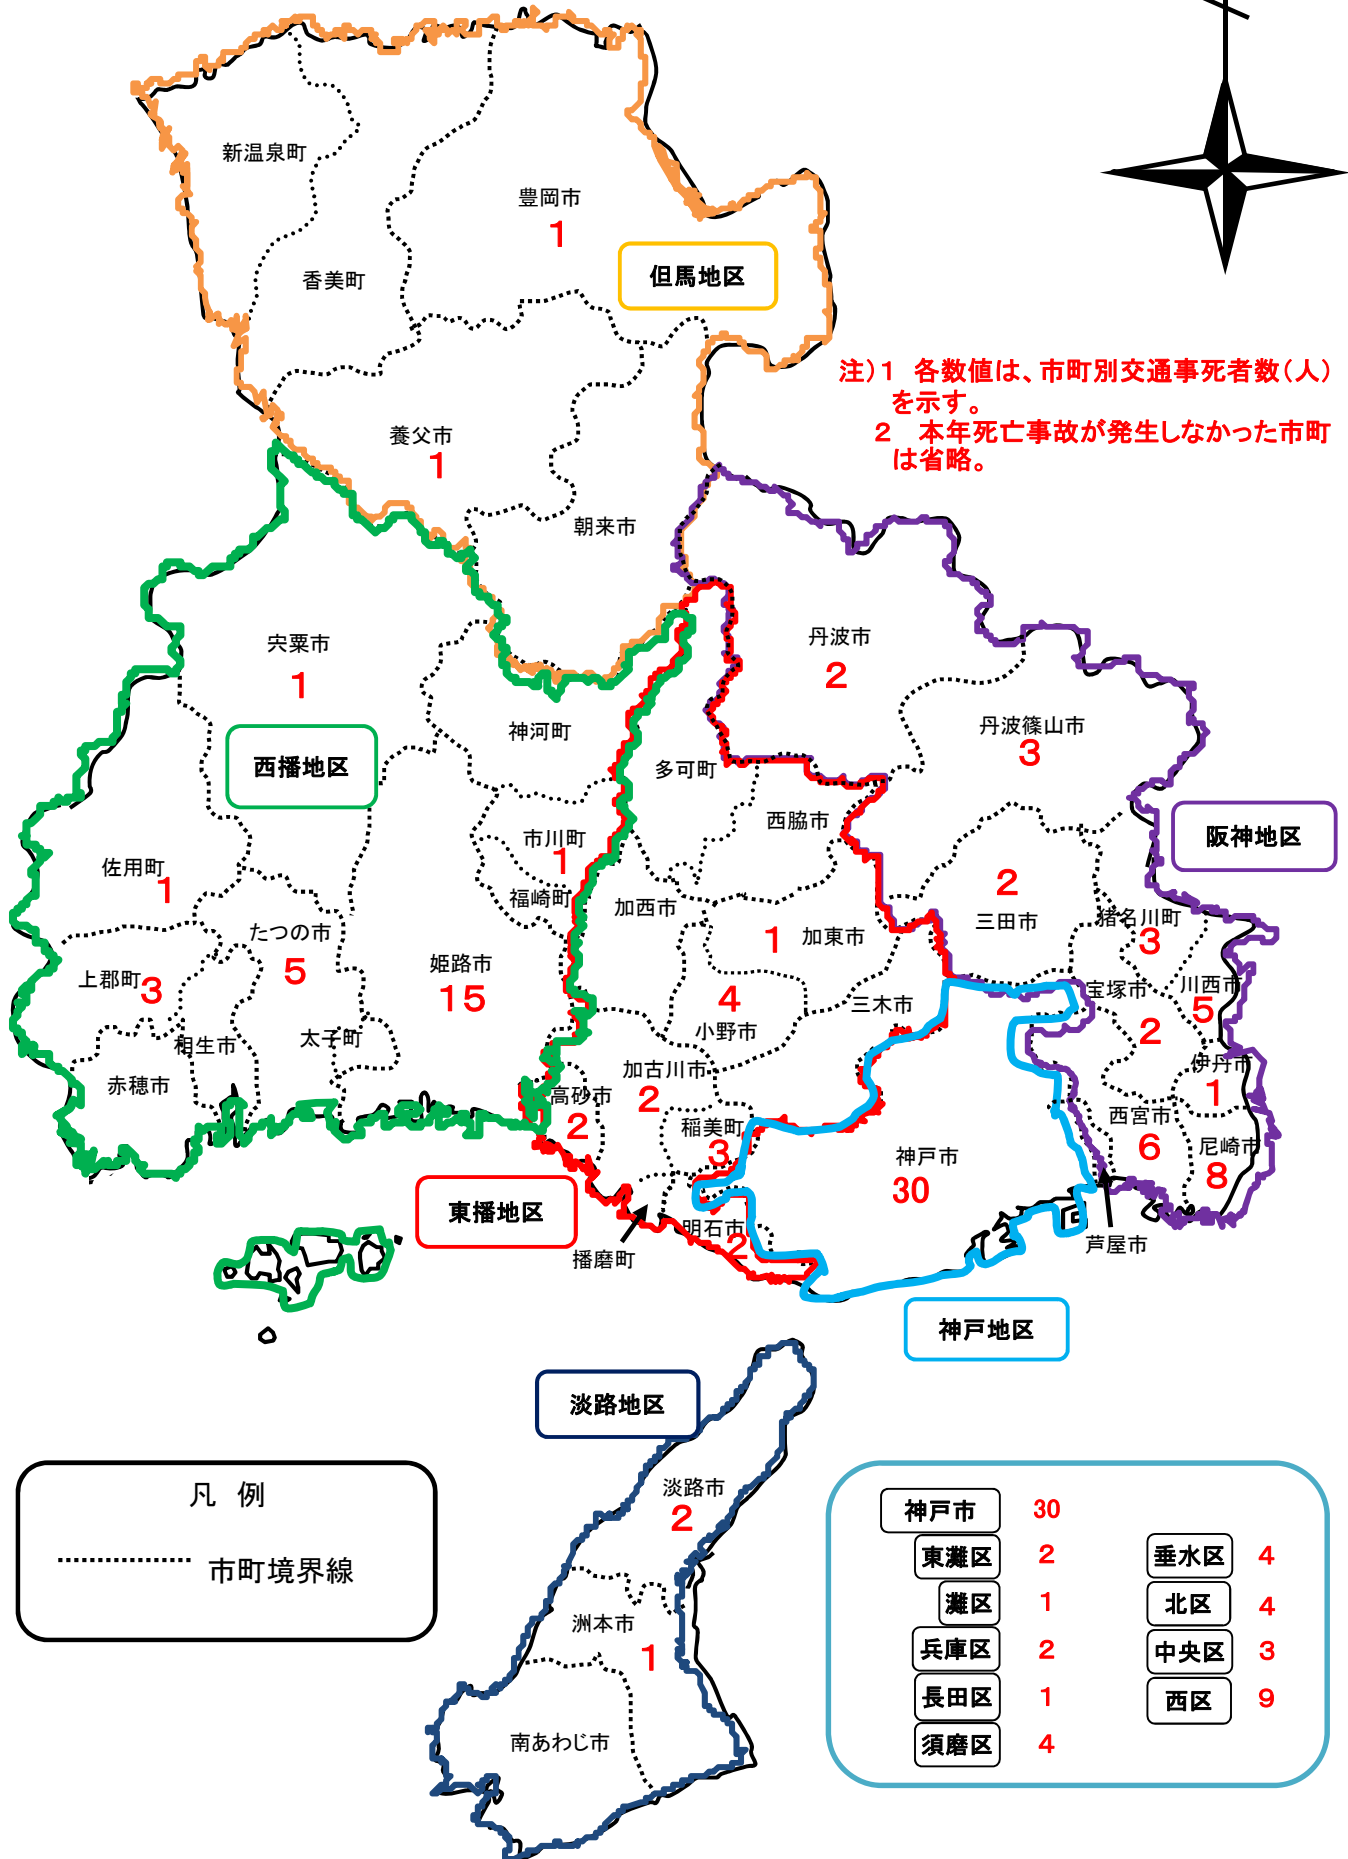 新温泉町
豊岡市
1
香美町
但馬地区
注)1 各数値は、市町別交通事死者数(人)
を示す。
2 本年死亡事故が発生しなかった市町
は省略。
養父市
1
朝来市
宍粟市
1
丹波市
2
丹波篠山市
3
神河町
西播地区
多可町
西脇市
阪神地区
市川町
1
佐用町
1
福崎町
加西市
2
三田市
猪名川町
3
たつの市
5
加東市
1
姫路市
15
上郡町
3
4
小野市
三木市
宝塚市
2
川西市
5
相生市
太子町
赤穂市
加古川市
2
高砂市
2
伊丹市
1
稲美町
3
西宮市
6
尼崎市
8
神戸市
30
東播地区
明石市
2
播磨町
芦屋市
神戸地区
淡路地区
淡路市
2
洲本市
1
南あわじ市
凡 例
市町境界線
神戸市 30
東灘区 2
垂水区 4
灘区 1
北区 4
兵庫区 2
中央区 3
長田区 1
西区 9
須磨区 4